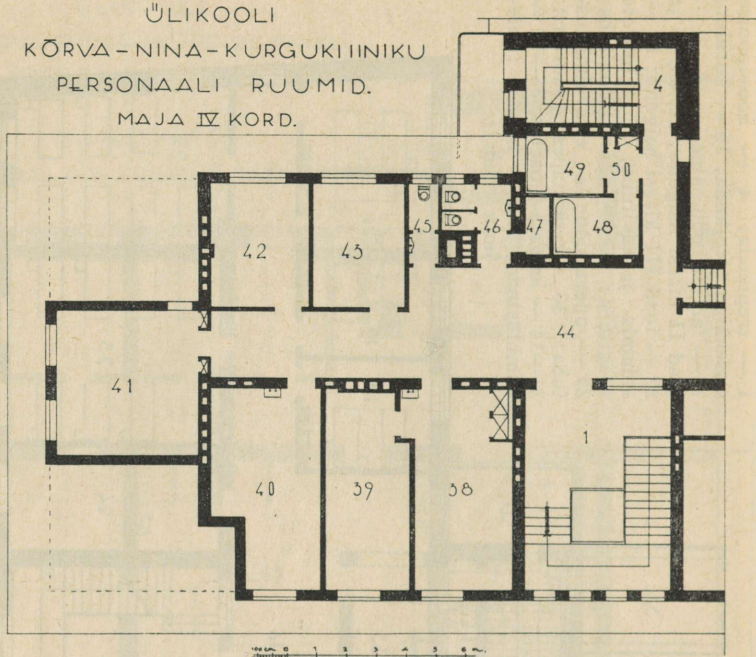 ÜLIKOOLI
KÕRVA-NINA-KURGUKLIINIKU
PERSONAALI RUUMID.
MAJA IV KORD.
4
49 50
42 43 45 46 47 48
44
41
1
40 39 38
0 1 2 3 4 5 6